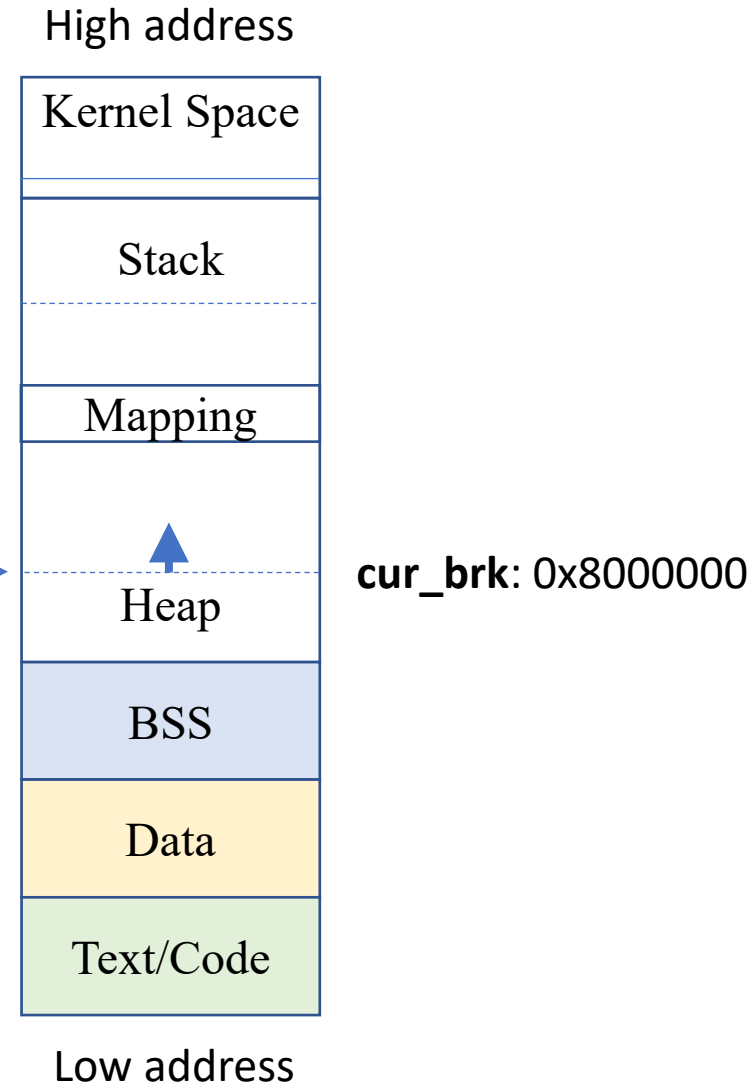 High address
Kernel Space
Stack
Mapping
cur_brk: 0x8000000
Heap
BSS
Data
Text/Code
Low address